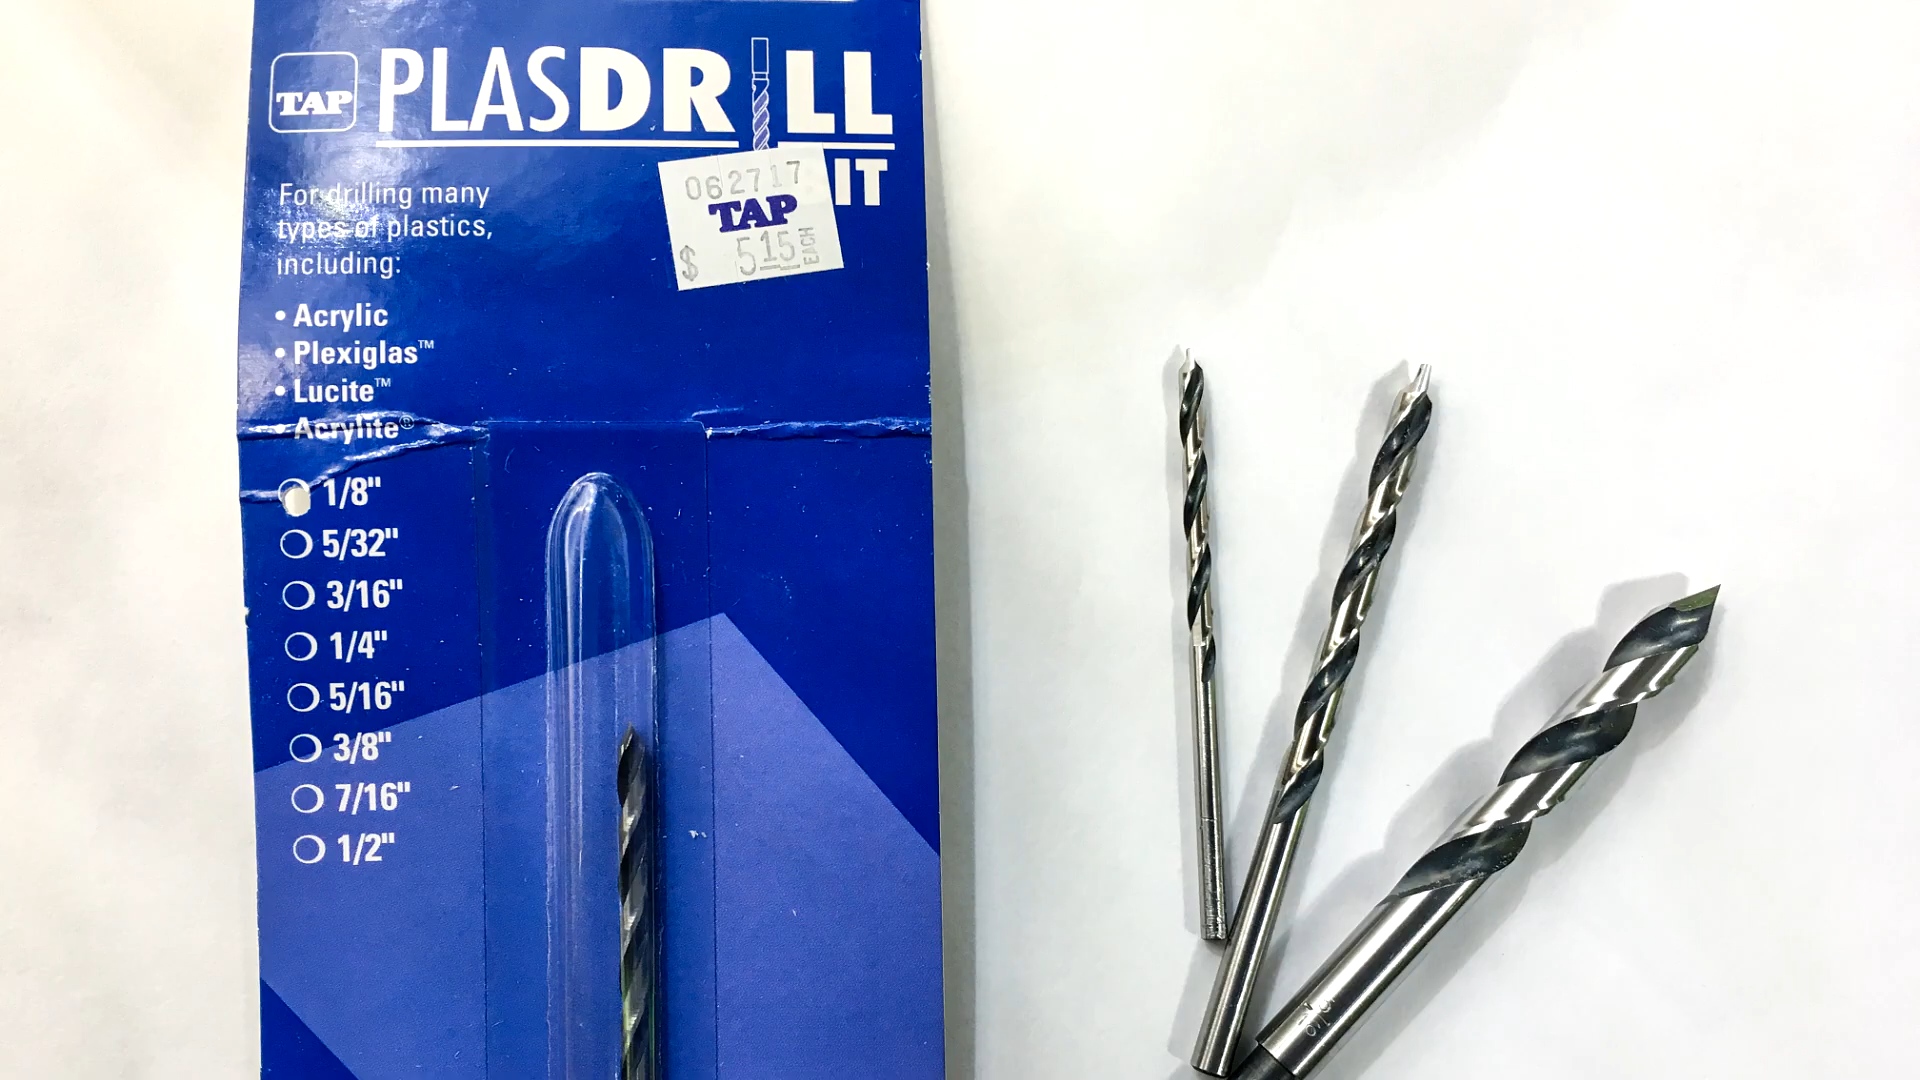 TAP PLASDRILL
IT
062717
TAP
$ 515 EACH
For drilling many
types of plastics,
including:
• Acrylic
• Plexiglas™
• Lucite™
• Acrylite®
1/8"
5/32"
3/16"
1/4"
5/16"
3/8"
7/16"
1/2"